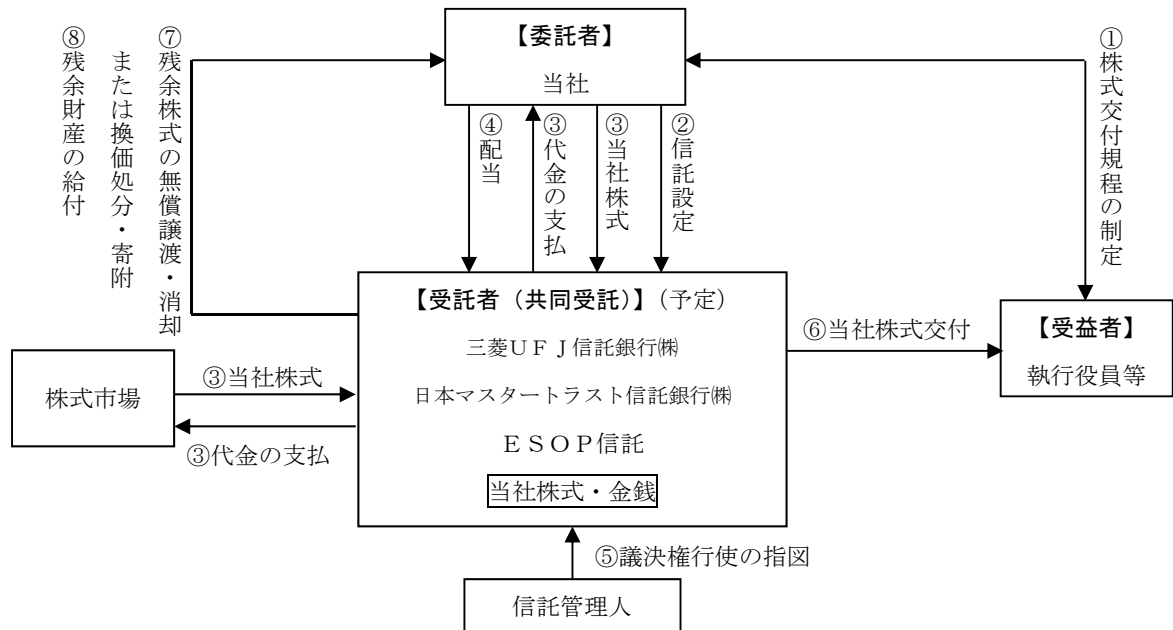 【委託者】
当社
⑧残余財産の給付
⑦残余株式の無償譲渡・消却
または換価処分・寄附
④配当
③代金の支払
③当社株式
②信託設定
①株式交付規程の制定
【受託者（共同受託）】（予定）
三菱ＵＦＪ信託銀行㈱
日本マスタートラスト信託銀行㈱
ＥＳＯＰ信託
当社株式・金銭
⑥当社株式交付
【受益者】
執行役員等
株式市場
③当社株式
③代金の支払
⑤議決権行使の指図
信託管理人